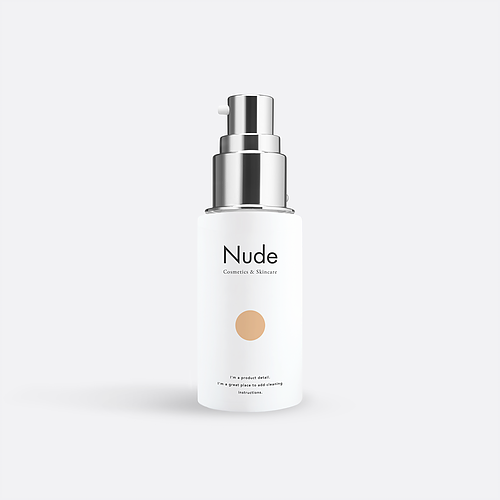 Nude
Cosmetics & Skincare
I'm a product detail.
I'm a great place to add cleaning
instructions.